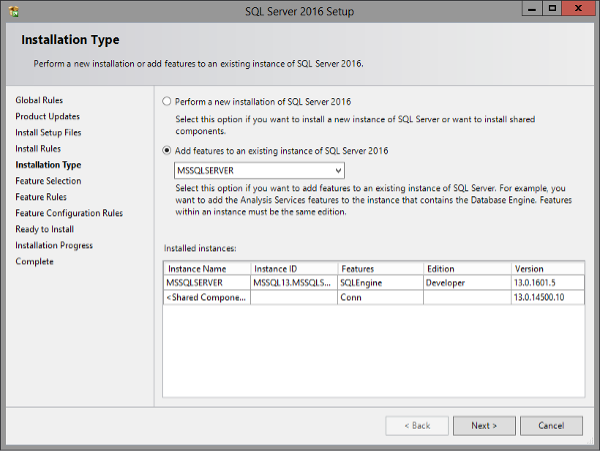 SQL Server 2016 Setup
Installation Type
Perform a new installation or add features to an existing instance of SQL Server 2016.
Global Rules
Product Updates
Install Setup Files
Install Rules
Installation Type
Feature Selection
Feature Rules
Feature Configuration Rules
Ready to Install
Installation Progress
Complete
Perform a new installation of SQL Server 2016
Select this option if you want to install a new instance of SQL Server or want to install shared
components.
Add features to an existing instance of SQL Server 2016
MSSQLSERVER
Select this option if you want to add features to an existing instance of SQL Server. For example, you
want to add the Analysis Services features to the instance that contains the Database Engine. Features
within an instance must be the same edition.
Installed instances:
Instance Name Instance ID Features Edition Version
MSSQLSERVER MSSQL13.MSSQLS... SQLEngine Developer 13.0.1601.5
<Shared Compone... Conn 13.0.14500.10
< Back Next > Cancel